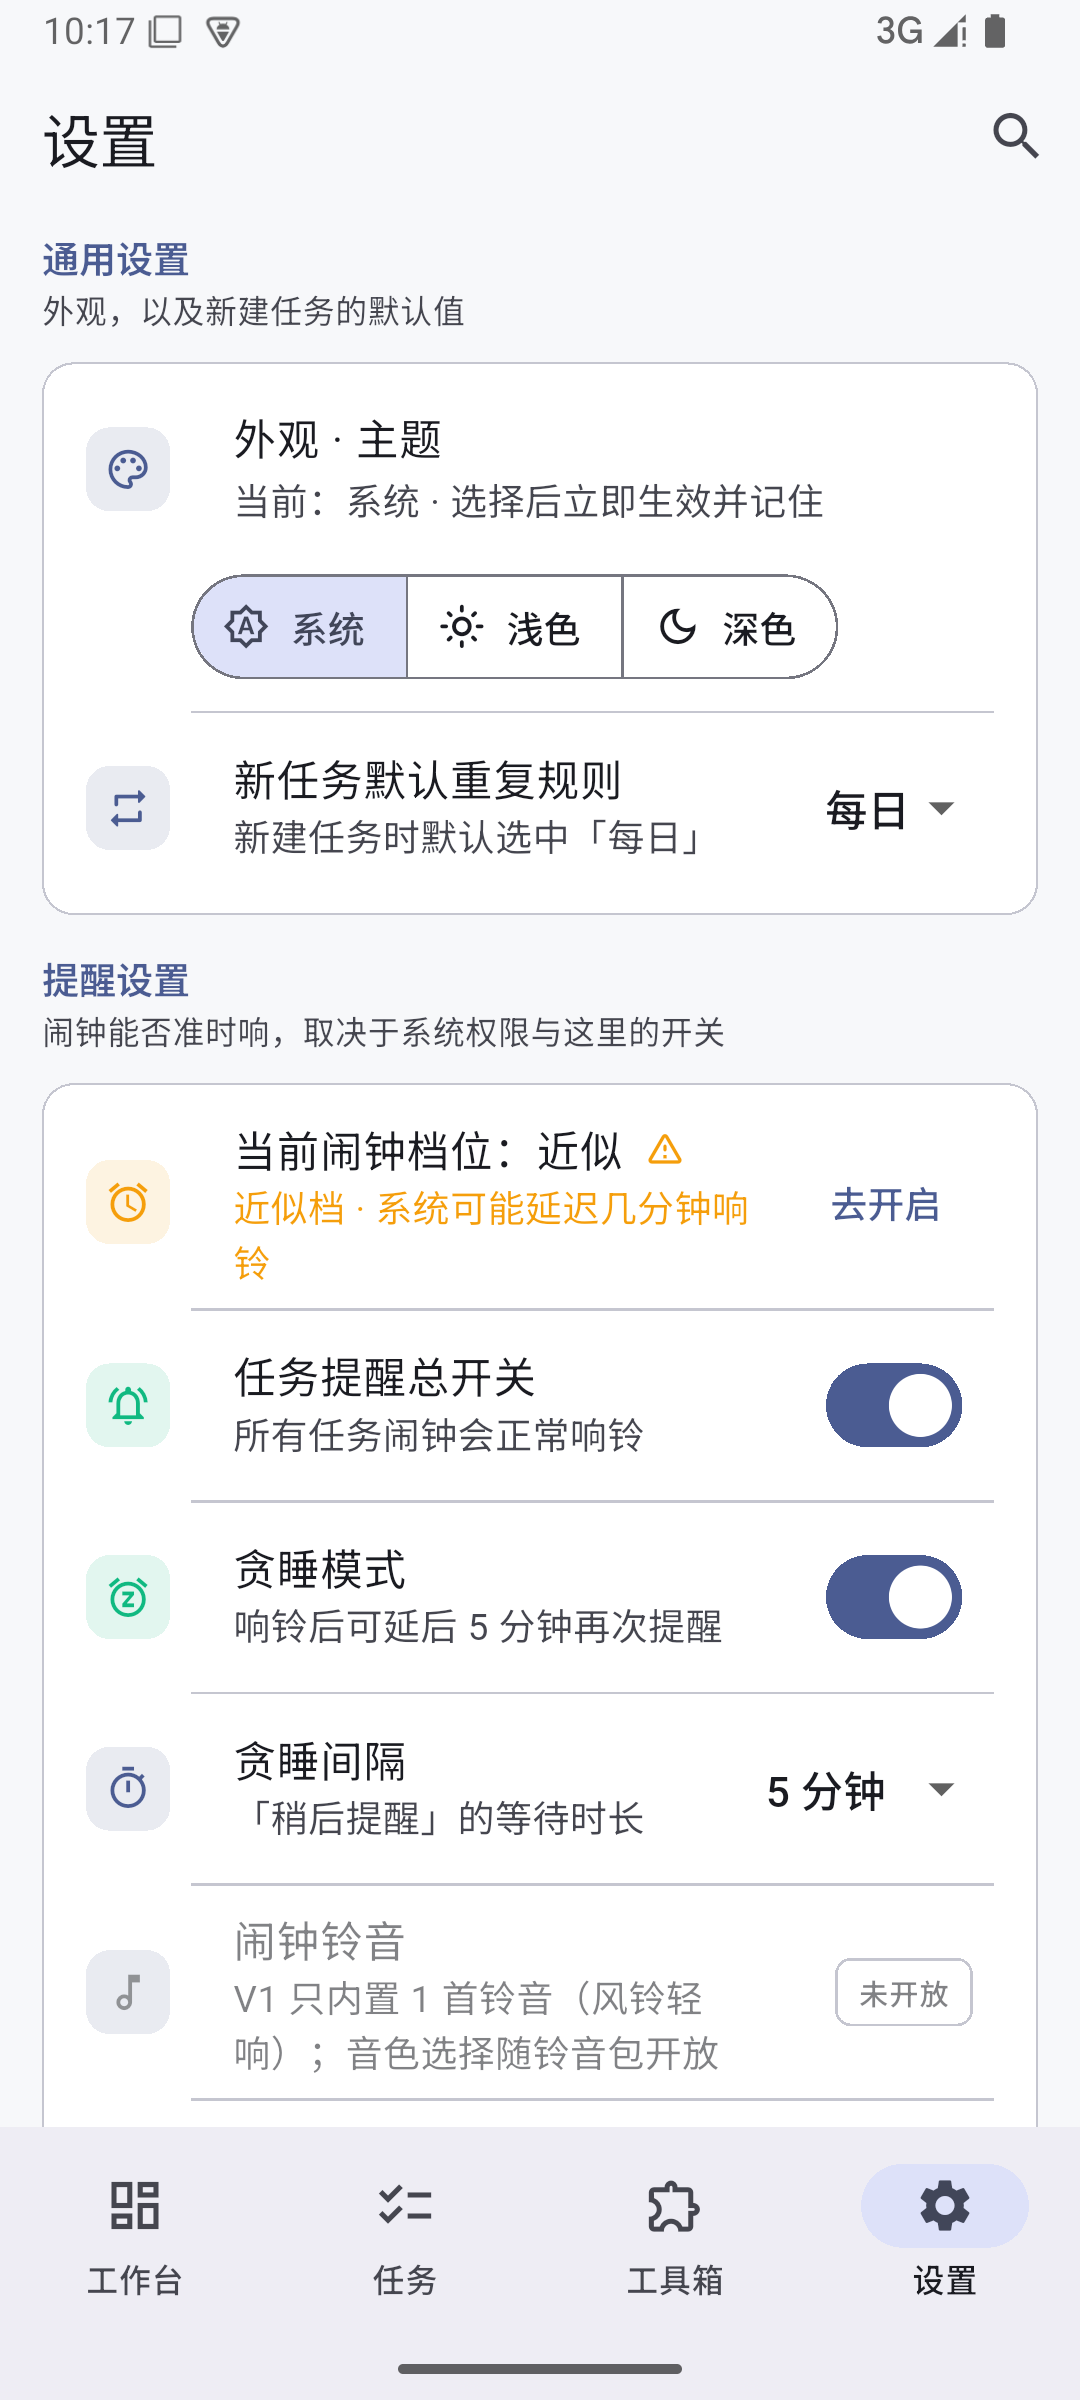 10:17
3G
设置
通用设置
外观，以及新建任务的默认值
外观 · 主题
当前：系统 · 选择后立即生效并记住
系统
浅色
深色
新任务默认重复规则
新建任务时默认选中「每日」
每日
提醒设置
闹钟能否准时响，取决于系统权限与这里的开关
当前闹钟档位：近似
近似档 · 系统可能延迟几分钟响
铃
去开启
任务提醒总开关
所有任务闹钟会正常响铃
贪睡模式
响铃后可延后 5 分钟再次提醒
贪睡间隔
「稍后提醒」的等待时长
5 分钟
闹钟铃音
V1 只内置 1 首铃音（风铃轻
响）；音色选择随铃音包开放
未开放
工作台
任务
工具箱
设置